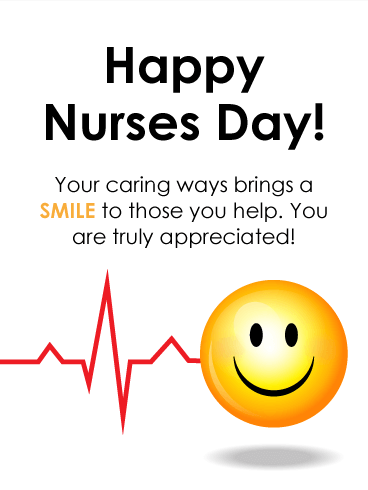 Happy
Nurses Day!
Your caring ways brings a
SMILE to those you help. You
are truly appreciated!